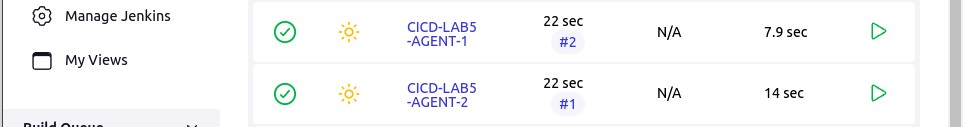 Manage Jenkins
My Views
Build Queue
CICD-LAB5
-AGENT-1
22 sec
#2
N/A
7.9 sec
CICD-LAB5
-AGENT-2
22 sec
#1
N/A
14 sec